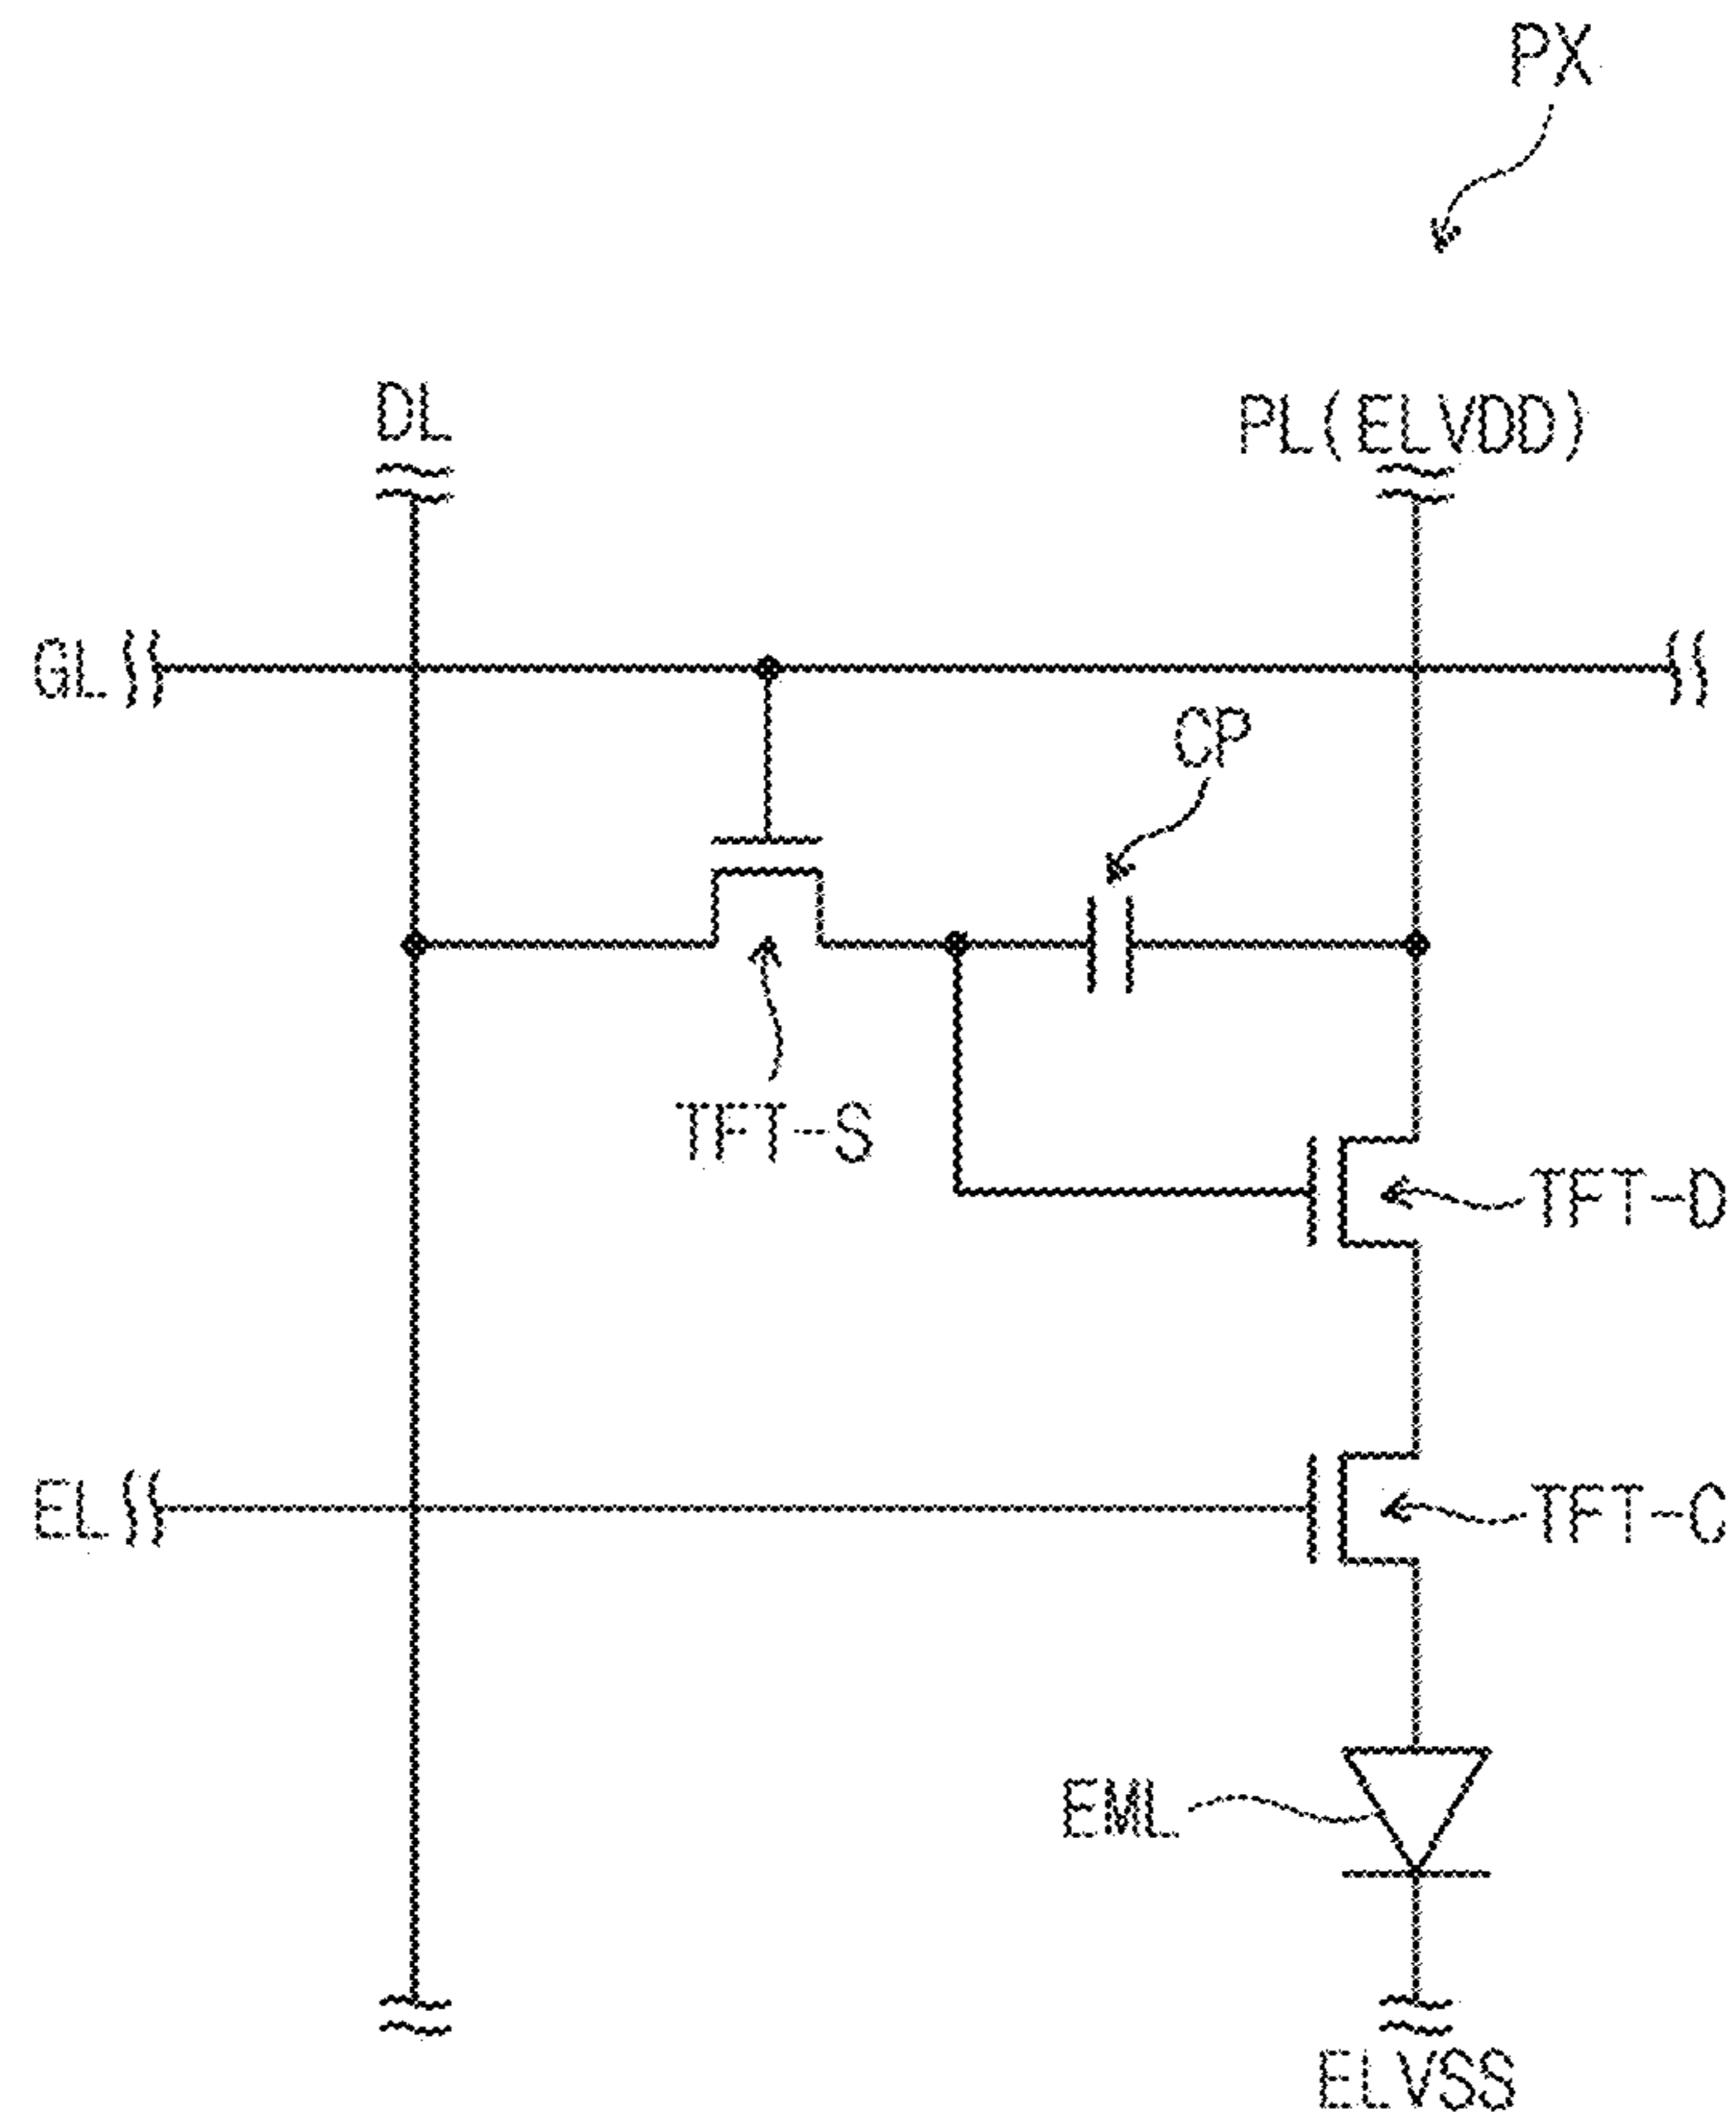 PX
DL
PL(ELVDD)
GL
CP
TFT-S
TFT-D
EL
TFT-C
EML
ELVSS